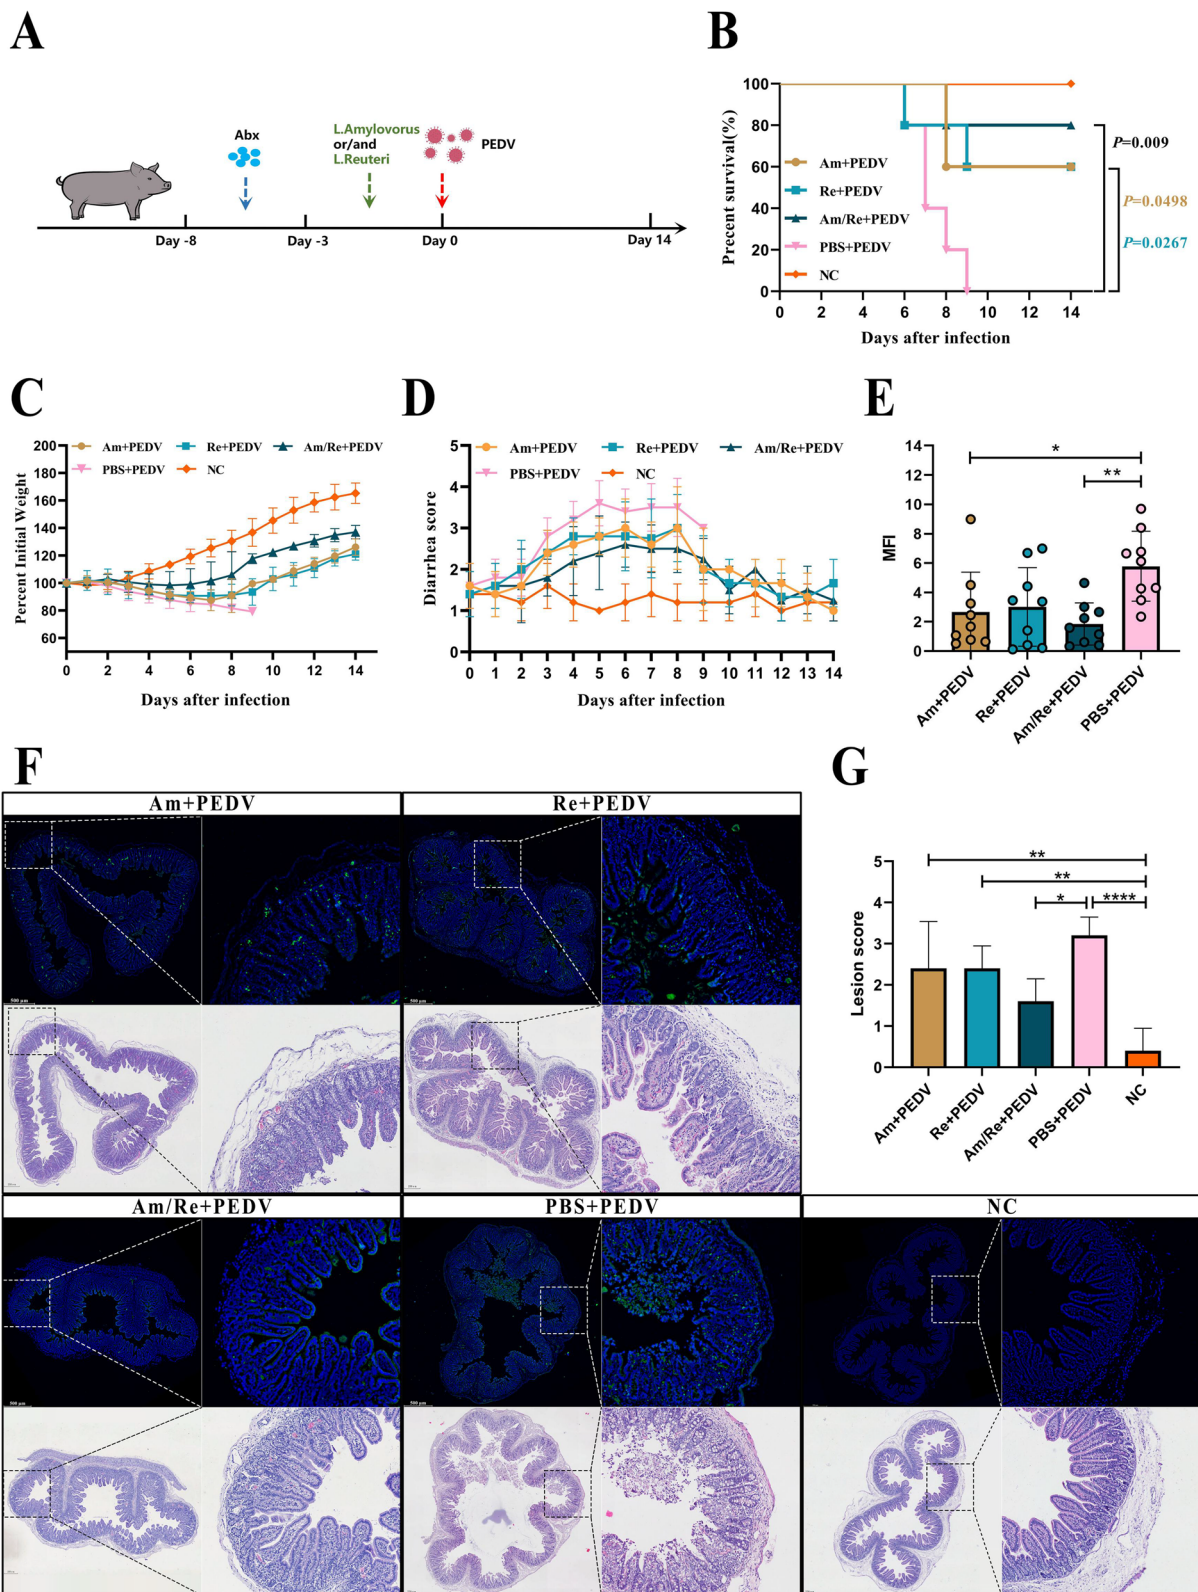 A
Abx
L.Amylovorus
or/and
L.Reuteri
PEDV
Day -8
Day -3
Day 0
Day 14
B
Precent survival(%)
100
80
60
40
20
0
Am+PEDV
Re+PEDV
Am/Re+PEDV
PBS+PEDV
NC
P=0.009
P=0.0498
P=0.0267
0 2 4 6 8 10 12 14
Days after infection
C
Percent Initial Weight
200
180
160
140
120
100
80
60
Am+PEDV Re+PEDV Am/Re+PEDV
PBS+PEDV NC
0 2 4 6 8 10 12 14
Days after infection
D
Diarrhea score
5
4
3
2
1
0
Am+PEDV Re+PEDV Am/Re+PEDV
PBS+PEDV NC
0 1 2 3 4 5 6 7 8 9 10 11 12 13 14
Days after infection
E
MFI
14
12
10
8
6
4
2
0
*
**
Am+PEDV
Re+PEDV
Am/Re+PEDV
PBS+PEDV
F
Am+PEDV Re+PEDV
500 μm
Am/Re+PEDV PBS+PEDV NC
500 μm 500 μm
G
Lesion score
5
4
3
2
1
0
**
**
* ****
Am+PEDV
Re+PEDV
Am/Re+PEDV
PBS+PEDV
NC